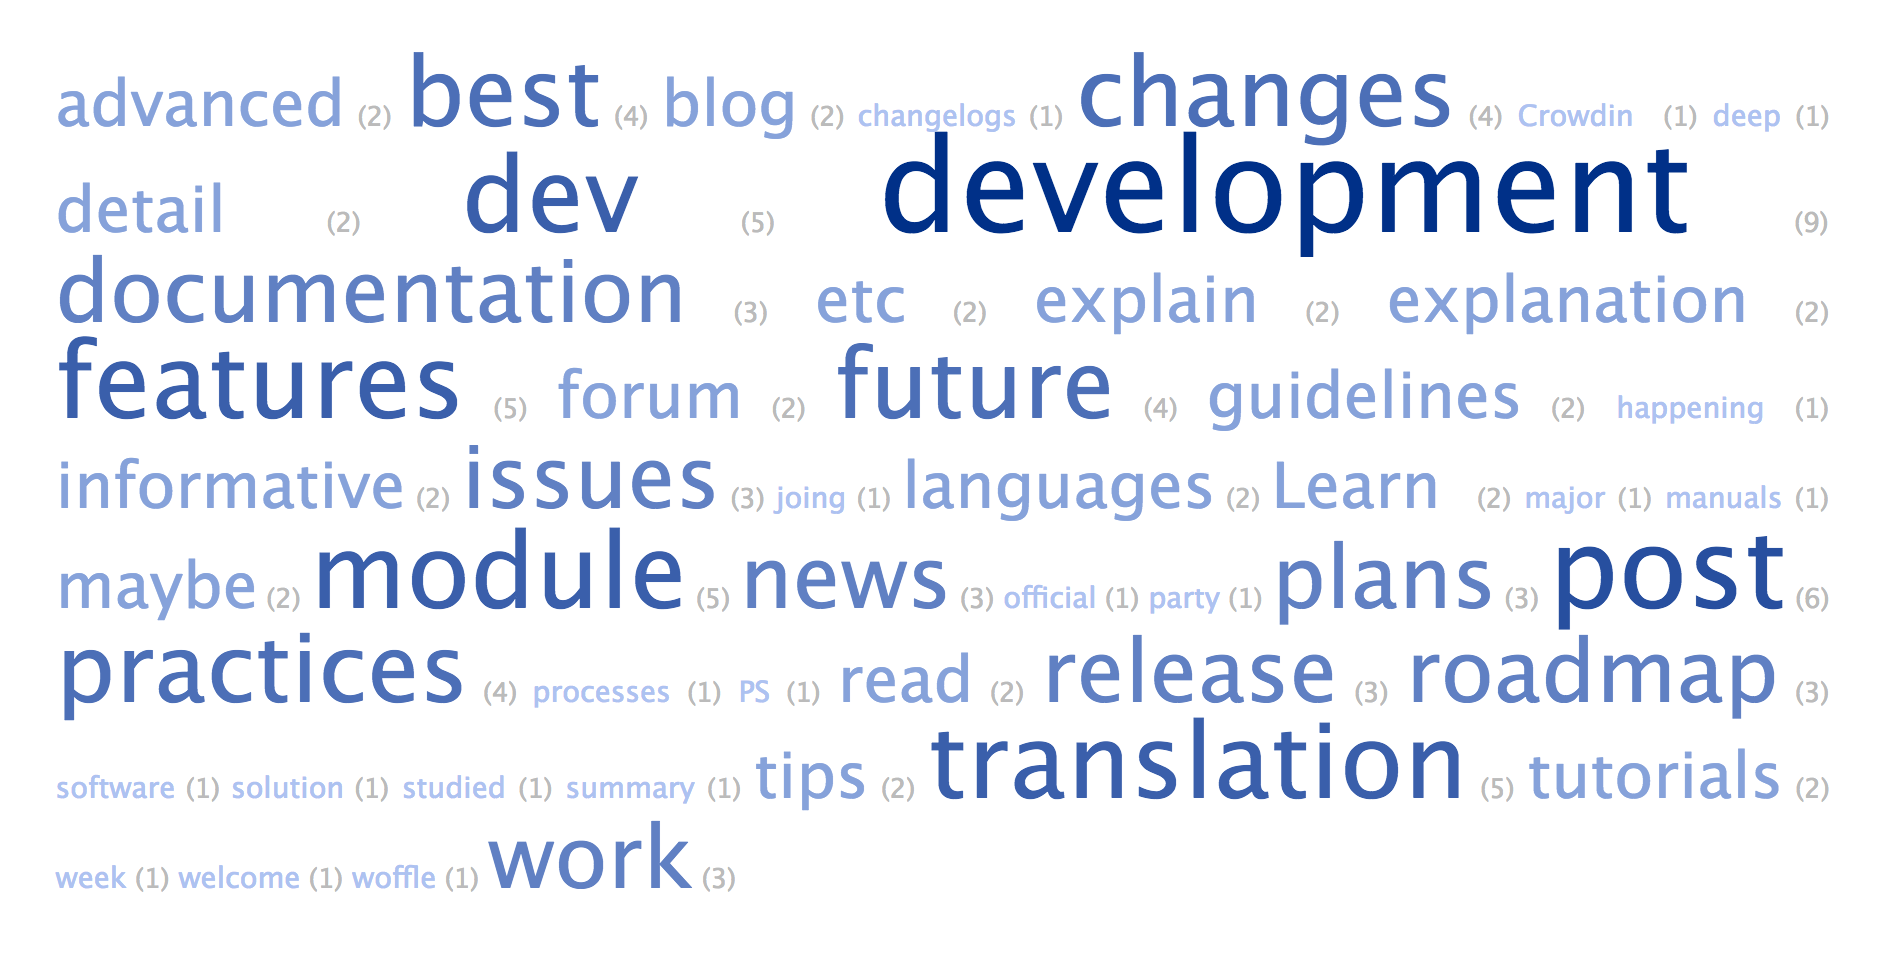 advanced (2) best (4) blog (2) changelogs (1) changes (4) Crowdin (1) deep (1)
detail (2) dev (5) development (9)
documentation (3) etc (2) explain (2) explanation (2)
features (5) forum (2) future (4) guidelines (2) happening (1)
informative (2) issues (3) joing (1) languages (2) Learn (2) major (1) manuals (1)
maybe (2) module (5) news (3) official (1) party (1) plans (3) post (6)
practices (4) processes (1) PS (1) read (2) release (3) roadmap (3)
software (1) solution (1) studied (1) summary (1) tips (2) translation (5) tutorials (2)
week (1) welcome (1) woffle (1) work (3)